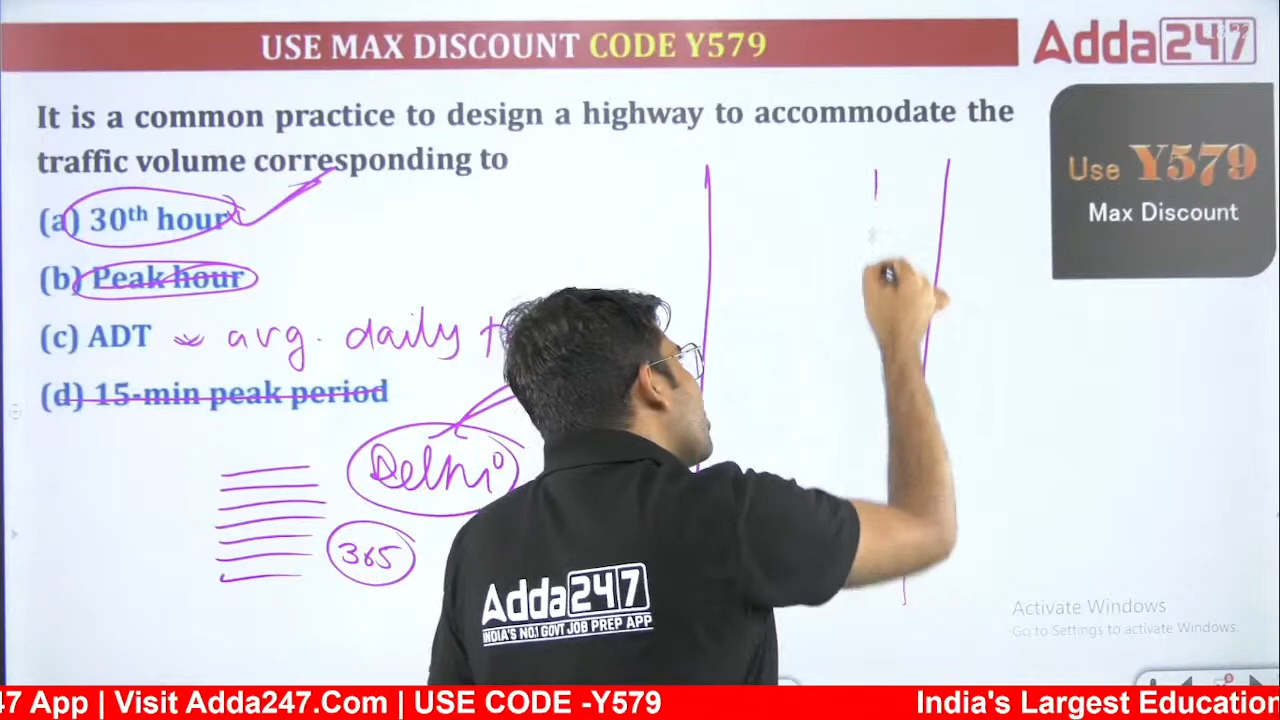 USE MAX DISCOUNT CODE Y579
Adda247
It is a common practice to design a highway to accommodate the
traffic volume corresponding to
Use Y579
Max Discount
(a) 30th hour
(b) Peak hour
(c) ADT avg. daily
(d) 15-min peak period
Delhi
365
Adda247
INDIA'S NO.1 GOVT JOB PREP APP
Activate Windows
Go to Settings to activate Windows.
47 App | Visit Adda247.Com | USE CODE -Y579 India's Largest Education